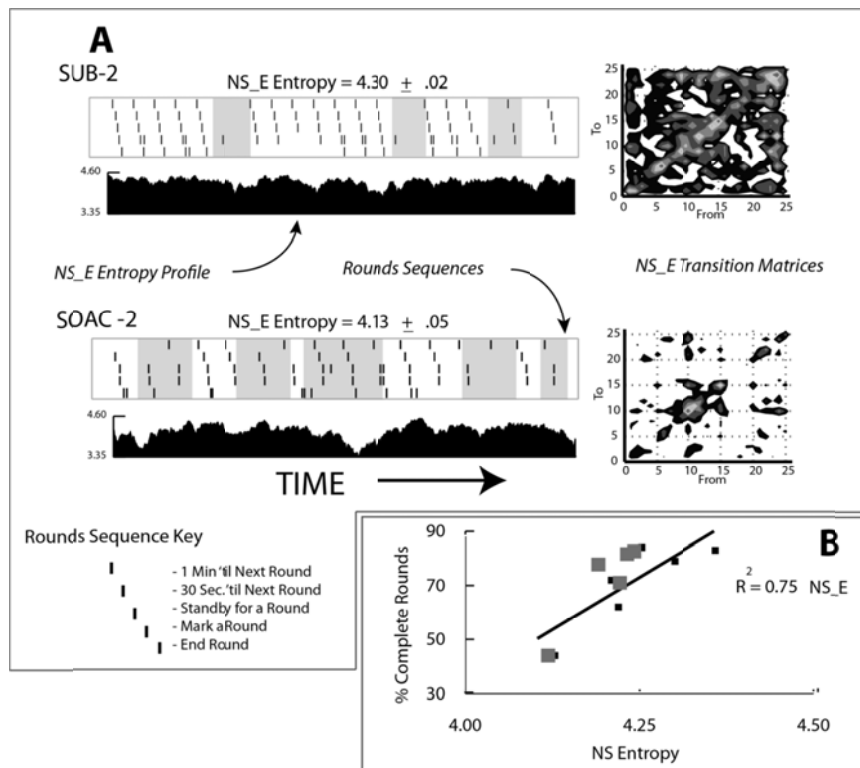 A
SUB-2
NS_E Entropy = 4.30 ± .02
4.60
3.35
25
20
15
10
5
0
To
0 5 10 15 20 25
From
NS_E Entropy Profile
Rounds Sequences
NS_E Transition Matrices
SOAC -2
NS_E Entropy = 4.13 ± .05
4.60
3.35
25
20
15
10
5
0
To
0 5 10 15 20 25
From
TIME
Rounds Sequence Key
- 1 Min 'til Next Round
- 30 Sec. 'til Next Round
- Standby for a Round
- Mark aRound
- End Round
B
90
70
50
30
% Complete Rounds
R² = 0.75 NS_E
4.00 4.25 4.50
NS Entropy